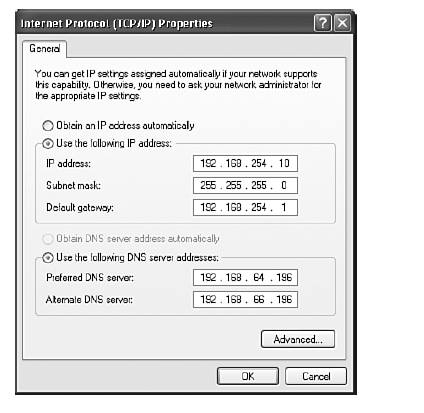 Internet Protocol (TCP/IP) Properties
General
You can get IP settings assigned automatically if your network supports
this capability. Otherwise, you need to ask your network administrator for
the appropriate IP settings.
Obtain an IP address automatically
Use the following IP address:
IP address: 192 . 168 . 254 . 10
Subnet mask: 255 . 255 . 255 . 0
Default gateway: 192 . 168 . 254 . 1
Obtain DNS server address automatically
Use the following DNS server addresses:
Preferred DNS server: 192 . 168 . 64 . 196
Alternate DNS server: 192 . 168 . 66 . 196
Advanced...
OK Cancel